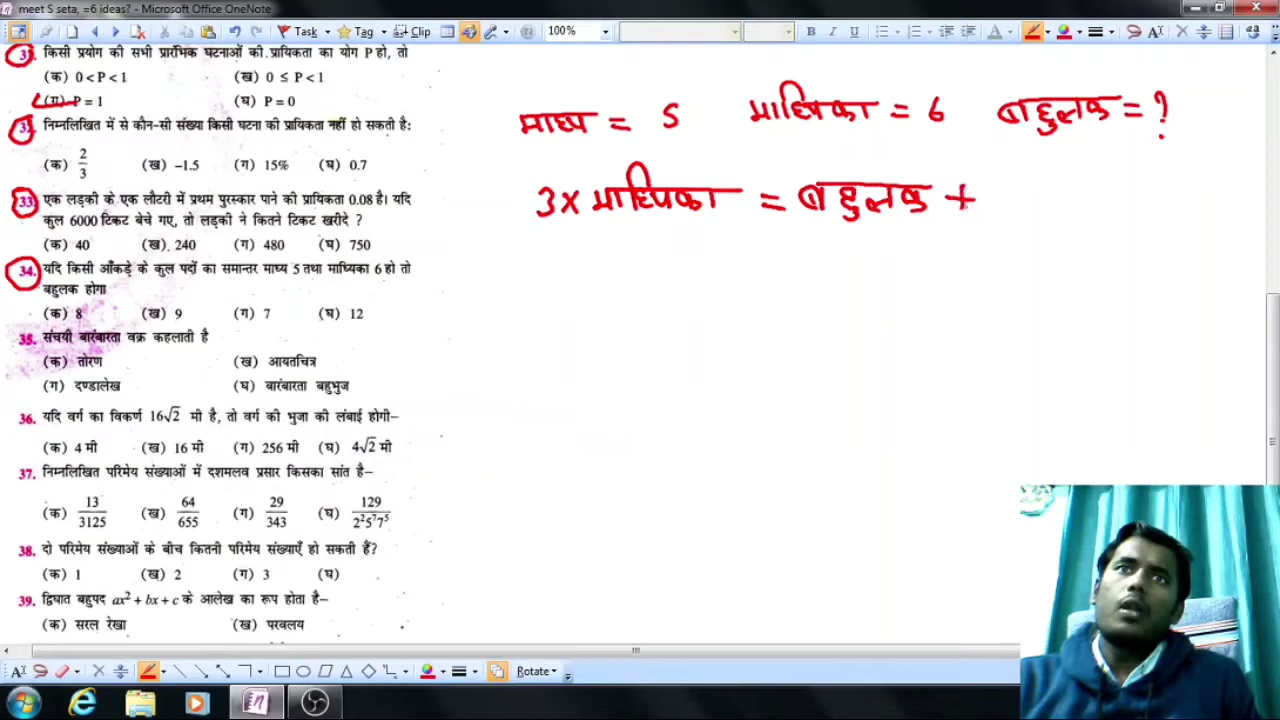 meet S seta, =6 ideas? - Microsoft Office OneNote
Task Tag Clip 100%
3 . किसी प्रयोग की सभी प्रारंभिक घटनाओं की प्रायिकता का योग P हो, तो
(क) 0 < P < 1 (ख) 0 ≤ P < 1
(ग) P = 1 (घ) P = 0
निम्नलिखित में से कौन-सी संख्या किसी घटना की प्रायिकता नहीं हो सकती है:
(क) 2/3 (ख) –1.5 (ग) 15% (घ) 0.7
33. एक लड़की के एक लौटरी में प्रथम पुरस्कार पाने की प्रायिकता 0.08 है। यदि
कुल 6000 टिकट बेचे गए, तो लड़की ने कितने टिकट खरीदे ?
(क) 40 (ख) 240 (ग) 480 (घ) 750
34. यदि किसी आँकड़े के कुल पदों का समान्तर माध्य 5 तथा माध्यिका 6 हो तो
बहुलक होगा
(क) 8 (ख) 9 (ग) 7 (घ) 12
35. संचयी बारंबारता वक्र कहलाती है
(क) तोरण (ख) आयतचित्र
(ग) दण्डालेख (घ) बारंबारता बहुभुज
36. यदि वर्ग का विकर्ण 16√2 मी है, तो वर्ग की भुजा की लंबाई होगी–
(क) 4 मी (ख) 16 मी (ग) 256 मी (घ) 4√2 मी
37. निम्नलिखित परिमेय संख्याओं में दशमलव प्रसार किसका सांत है–
(क) 13/3125 (ख) 64/655 (ग) 29/343 (घ) 129/2²5⁷7⁵
38. दो परिमेय संख्याओं के बीच कितनी परिमेय संख्याएँ हो सकती हैं?
(क) 1 (ख) 2 (ग) 3 (घ)
39. द्विघात बहुपद ax² + bx + c के आलेख का रूप होता है–
(क) सरल रेखा (ख) परवलय
माध्य = 5 माध्यिका = 6 बाहुलक = ?
3 x माध्यिका = बाहुलक +
Rotate